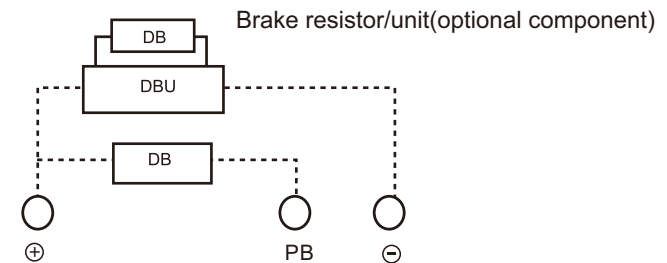 Brake resistor/unit(optional component)
DB
DBU
DB
⊕
PB
⊖